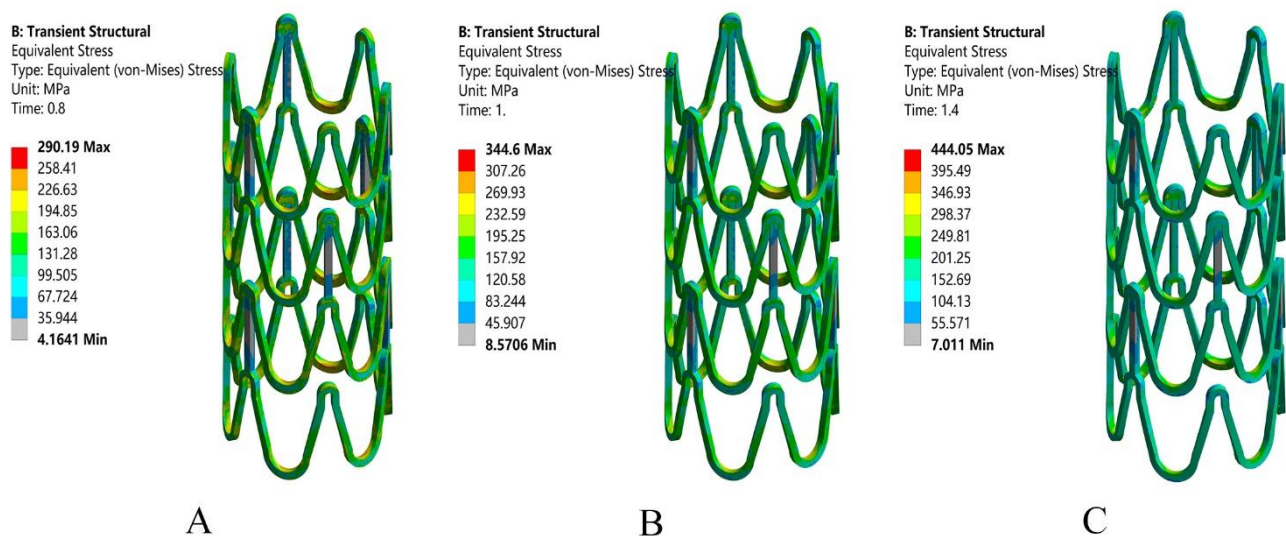 B: Transient Structural
Equivalent Stress
Type: Equivalent (von-Mises) Stress
Unit: MPa
Time: 0.8
290.19 Max
258.41
226.63
194.85
163.06
131.28
99.505
67.724
35.944
4.1641 Min
A
B: Transient Structural
Equivalent Stress
Type: Equivalent (von-Mises) Stress
Unit: MPa
Time: 1.
344.6 Max
307.26
269.93
232.59
195.25
157.92
120.58
83.244
45.907
8.5706 Min
B
B: Transient Structural
Equivalent Stress
Type: Equivalent (von-Mises) Stress
Unit: MPa
Time: 1.4
444.05 Max
395.49
346.93
298.37
249.81
201.25
152.69
104.13
55.571
7.011 Min
C